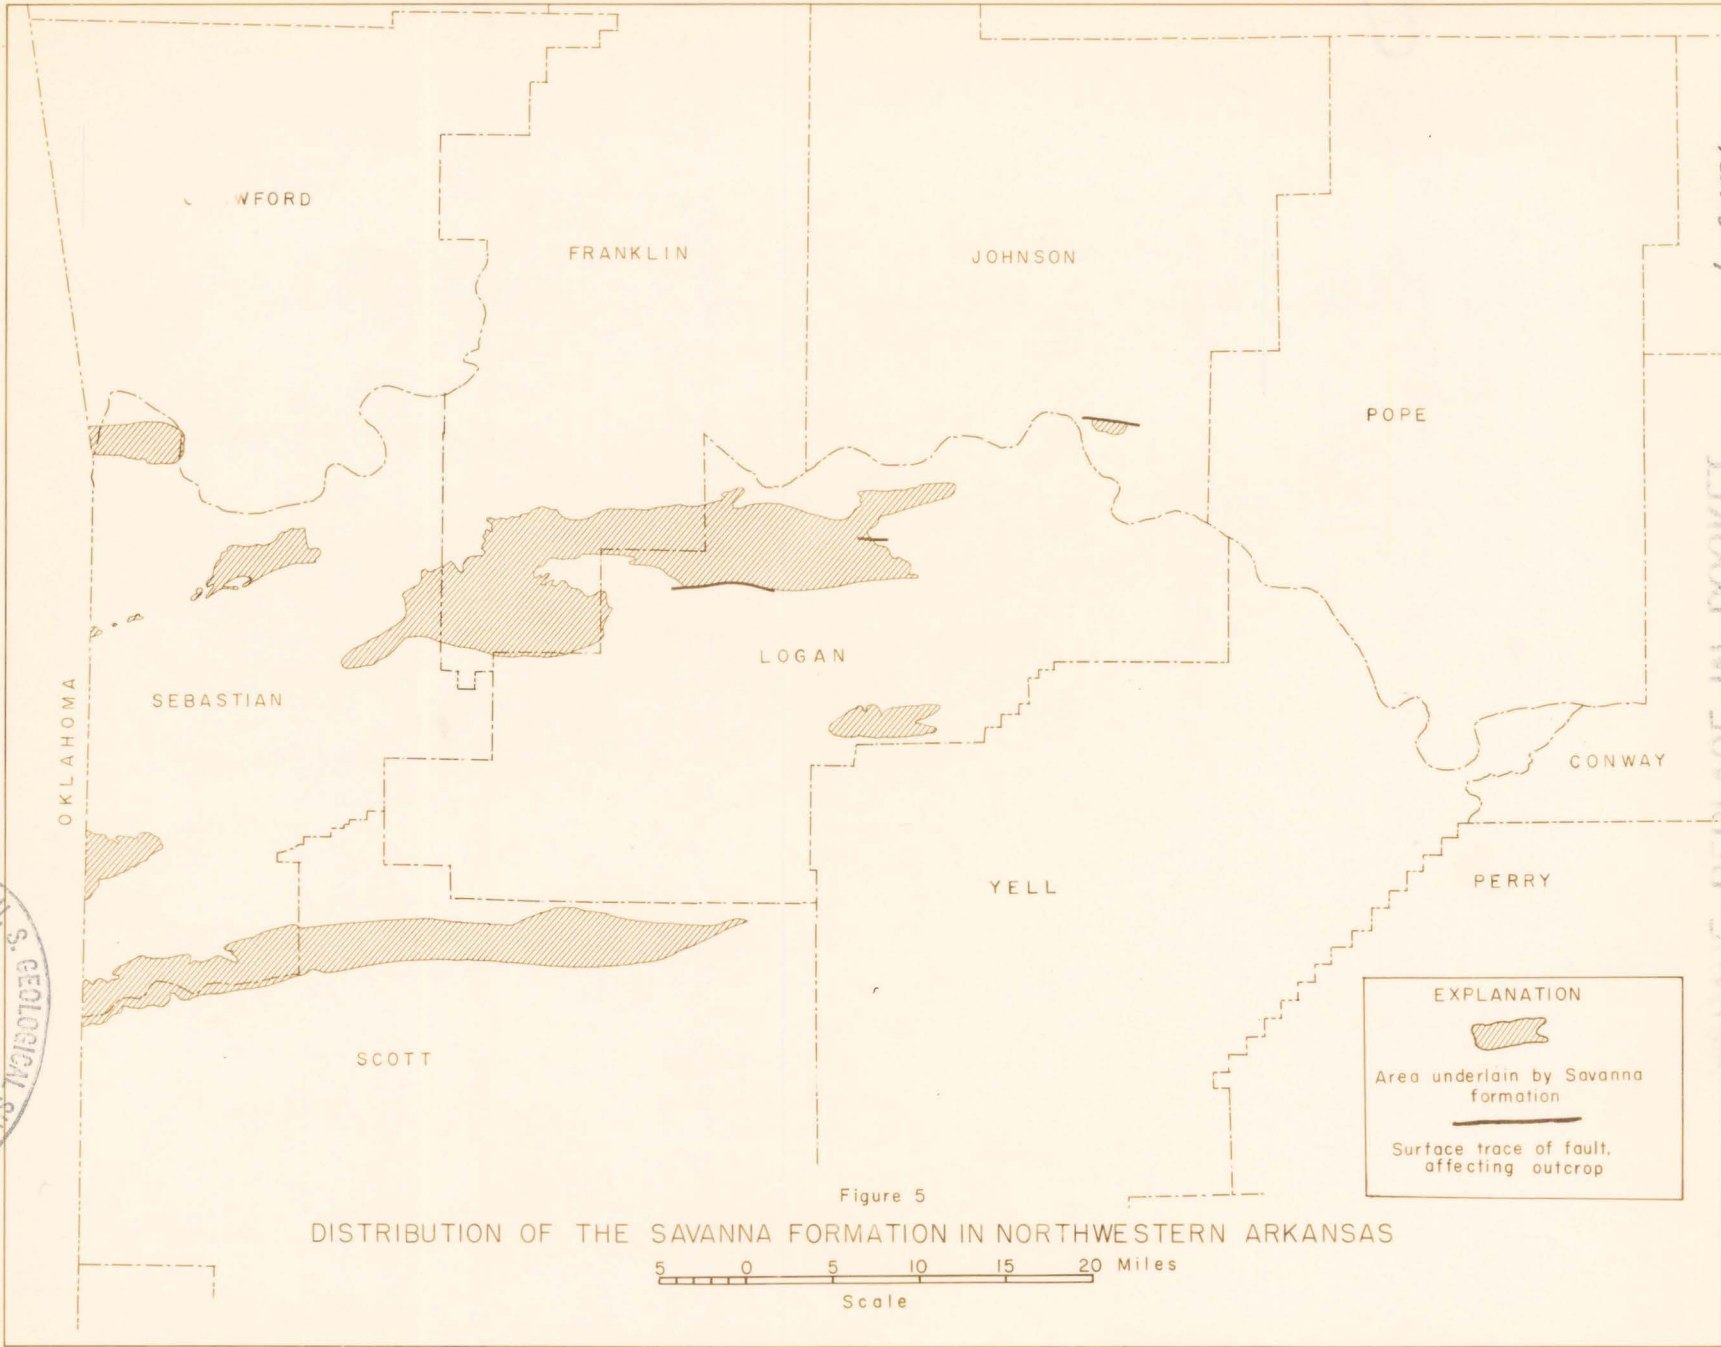 WFORD
FRANKLIN
JOHNSON
POPE
OKLAHOMA
SEBASTIAN
LOGAN
CONWAY
YELL
PERRY
SCOTT
EXPLANATION
Area underlain by Savanna
formation
Surface trace of fault,
affecting outcrop
Figure 5
DISTRIBUTION OF THE SAVANNA FORMATION IN NORTHWESTERN ARKANSAS
5 0 5 10 15 20 Miles
Scale
S. GEOLOGICAL